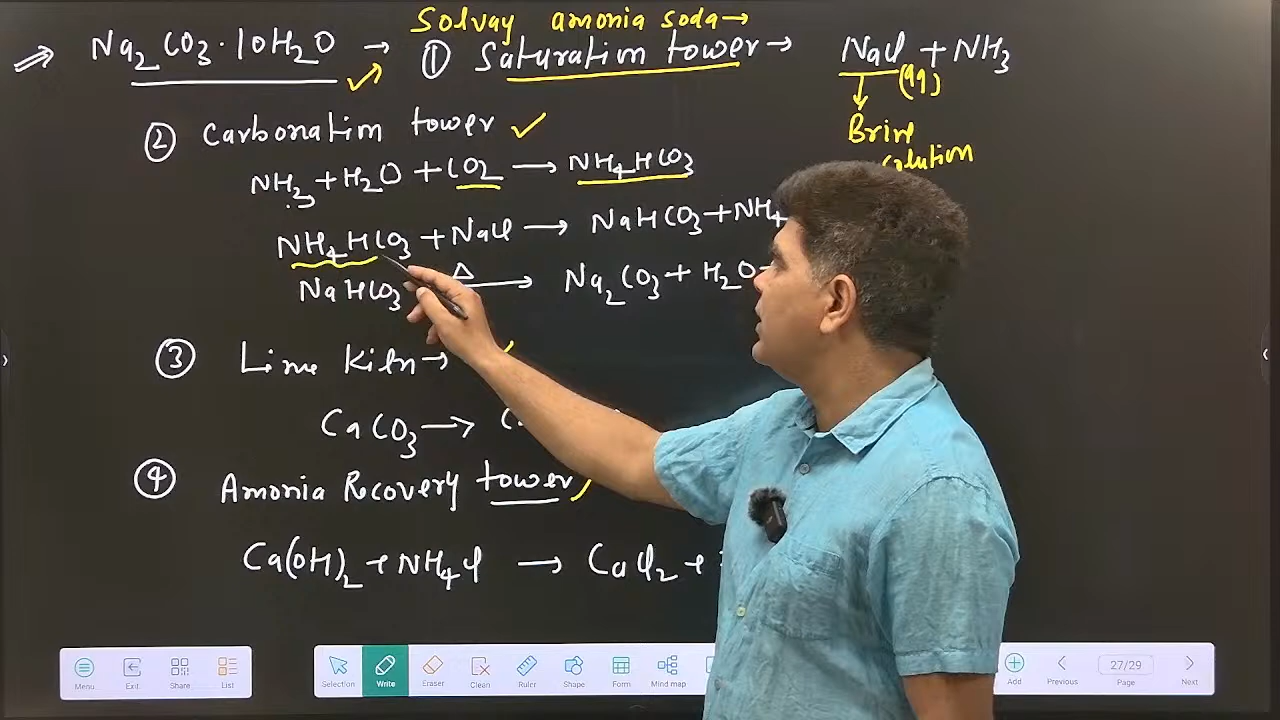 Solvay amonia soda→
⇒ Na₂CO₃·10H₂O → ① Saturation tower → NaCl + NH₃
(aq)
↓
Brine
solution
② Carbonation tower ✓
NH₃ + H₂O + CO₂ → NH₄HCO₃
NH₄HCO₃ + NaCl → NaHCO₃ + NH₄
NaHCO₃ Δ→ Na₂CO₃ + H₂O +
③ Lime Kiln →
CaCO₃ →
④ Amonia Recovery tower ✓
Ca(OH)₂ + NH₄Cl → CaCl₂ +
Menu Exit Share List Selection Write Eraser Clean Ruler Shape Form Mind map Add Previous 27/29 Page Next